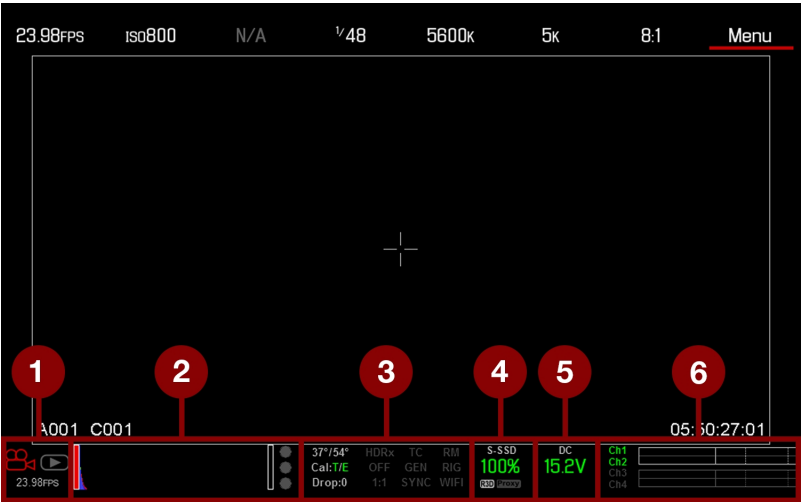 23.98FPS ISO800 N/A 1/48 5600K 5K 8:1 Menu
1 2 3 4 5 6
A001 C001 05:50:27:01
37°/54° HDRx TC RM S-SSD DC Ch1
Cal:T/E OFF GEN RIG 100% 15.2V Ch2
Ch3
23.98FPS Drop:0 1:1 SYNC WIFI R3D Proxy Ch4